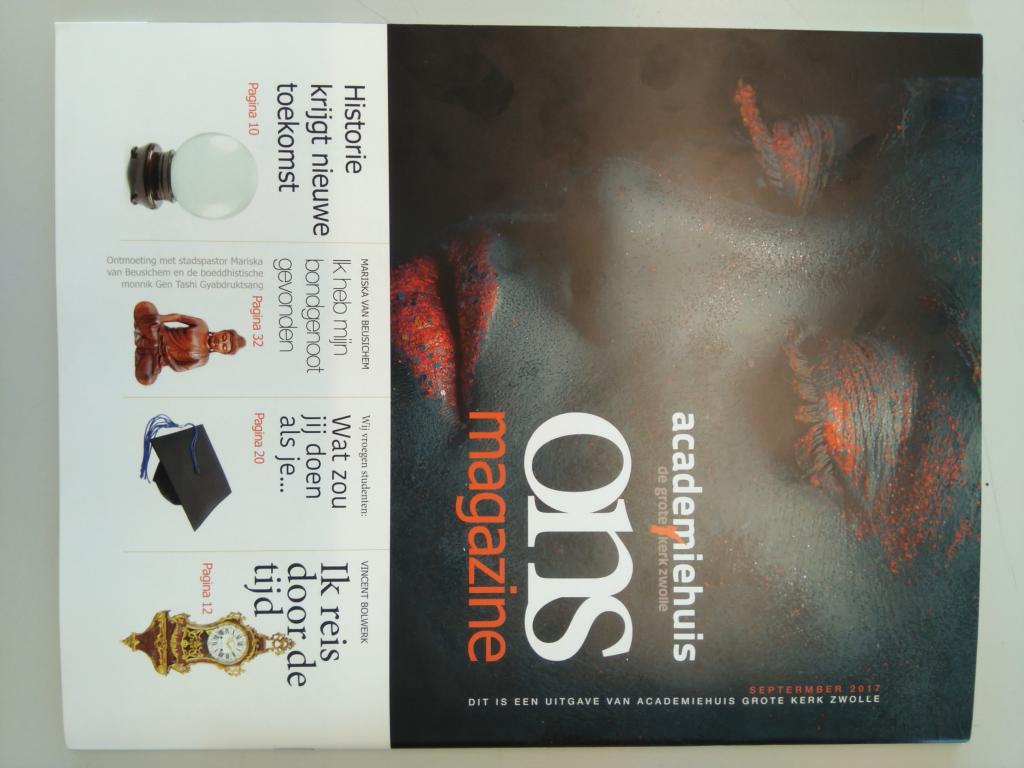 SEPTERMBER 2017
DIT IS EEN UITGAVE VAN ACADEMIEHUIS GROTE KERK ZWOLLE
academiehuis
de grote kerk zwolle
ans
magazine
Historie
krijgt nieuwe
toekomst
Pagina 10
MARISKA VAN BEUSICHEM
Ik heb mijn
bondgenoot
gevonden
Ontmoeting met stadspastor Mariska
van Beusichem en de boeddhistische
monnik Gen Tashi Gyabdruktsang
Pagina 32
Wij vroegen studenten:
Wat zou
jij doen
als je...
Pagina 20
VINCENT BOLWERK
Ik reis
door de
tijd
Pagina 12